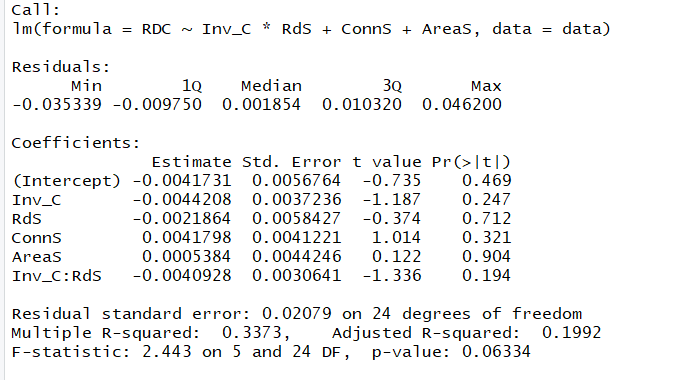 Call:
lm(formula = RDC ~ Inv_C * RdS + ConnS + AreaS, data = data)
Residuals:
Min 1Q Median 3Q Max
-0.035339 -0.009750 0.001854 0.010320 0.046200
Coefficients:
Estimate Std. Error t value Pr(>|t|)
(Intercept) -0.0041731 0.0056764 -0.735 0.469
Inv_C -0.0044208 0.0037236 -1.187 0.247
RdS -0.0021864 0.0058427 -0.374 0.712
ConnS 0.0041798 0.0041221 1.014 0.321
AreaS 0.0005384 0.0044246 0.122 0.904
Inv_C:RdS -0.0040928 0.0030641 -1.336 0.194
Residual standard error: 0.02079 on 24 degrees of freedom
Multiple R-squared: 0.3373, Adjusted R-squared: 0.1992
F-statistic: 2.443 on 5 and 24 DF, p-value: 0.06334